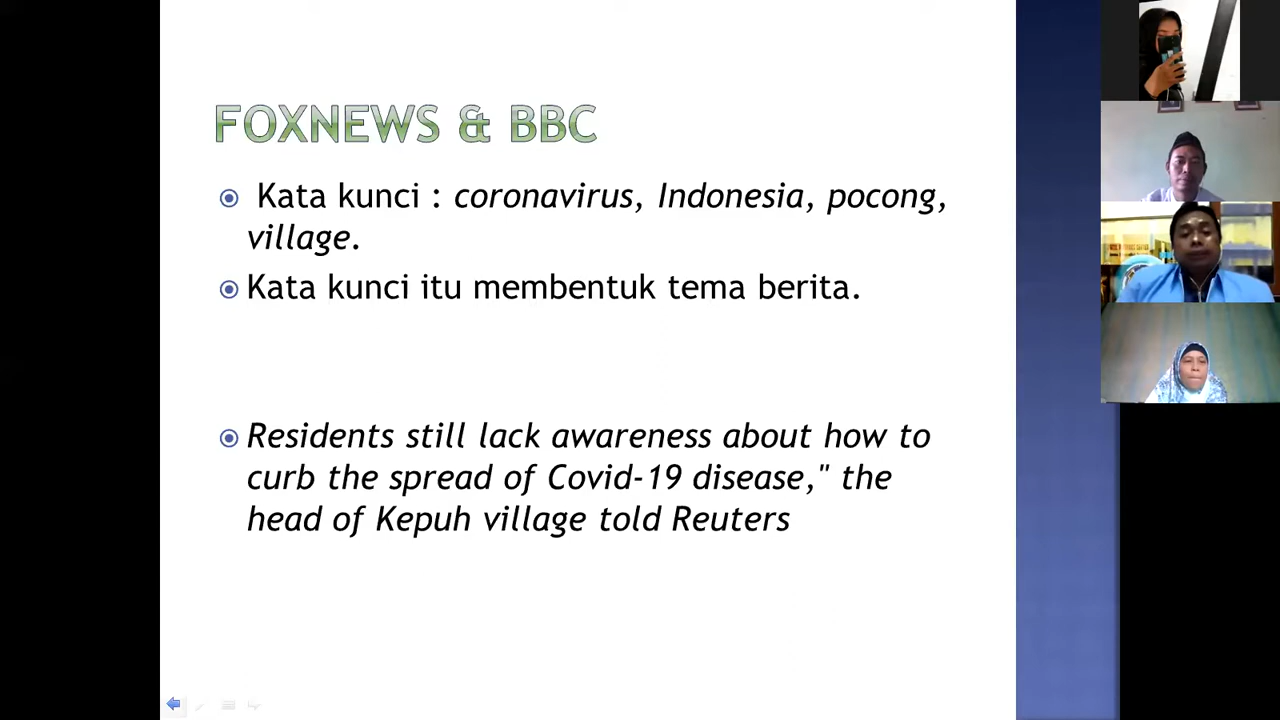 FOXNEWS & BBC
Kata kunci : coronavirus, Indonesia, pocong,
village.
Kata kunci itu membentuk tema berita.
Residents still lack awareness about how to
curb the spread of Covid-19 disease," the
head of Kepuh village told Reuters